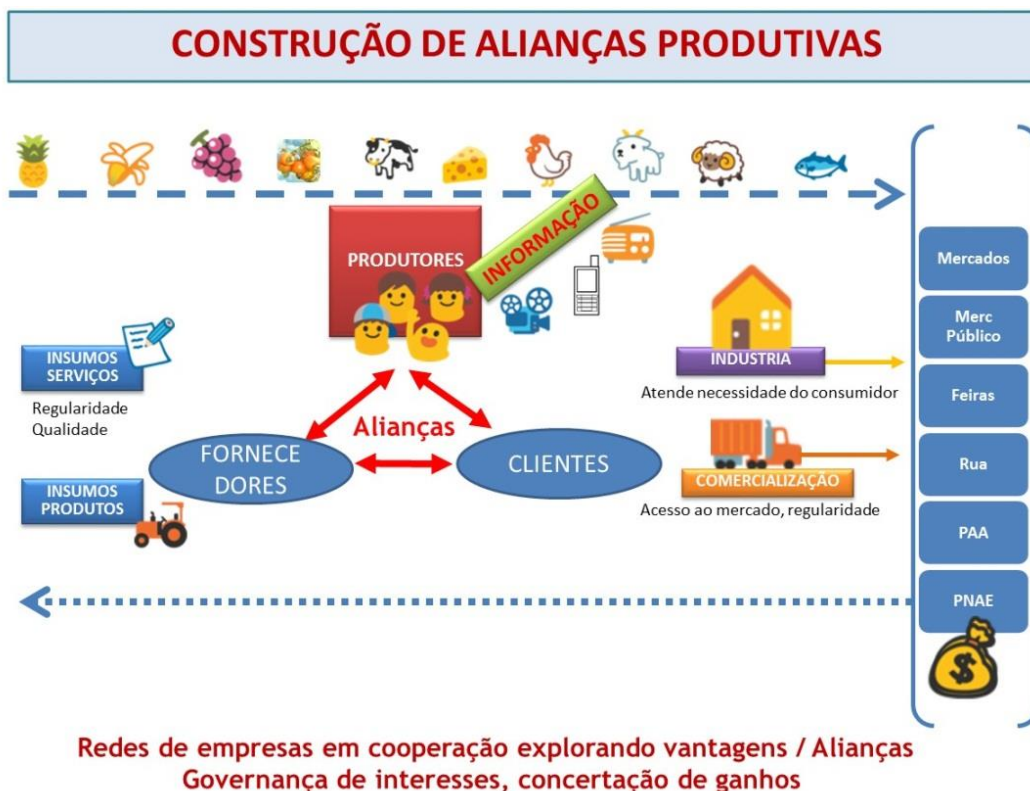 CONSTRUÇÃO DE ALIANÇAS PRODUTIVAS
PRODUTORES
INFORMAÇÃO
INSUMOS
SERVIÇOS
Regularidade
Qualidade
INSUMOS
PRODUTOS
Alianças
FORNECE
DORES
CLIENTES
INDÚSTRIA
Atende necessidade do consumidor
COMERCIALIZAÇÃO
Acesso ao mercado, regularidade
Mercados
Merc
Público
Feiras
Rua
PAA
PNAE
$
Redes de empresas em cooperação explorando vantagens / Alianças
Governança de interesses, concertação de ganhos